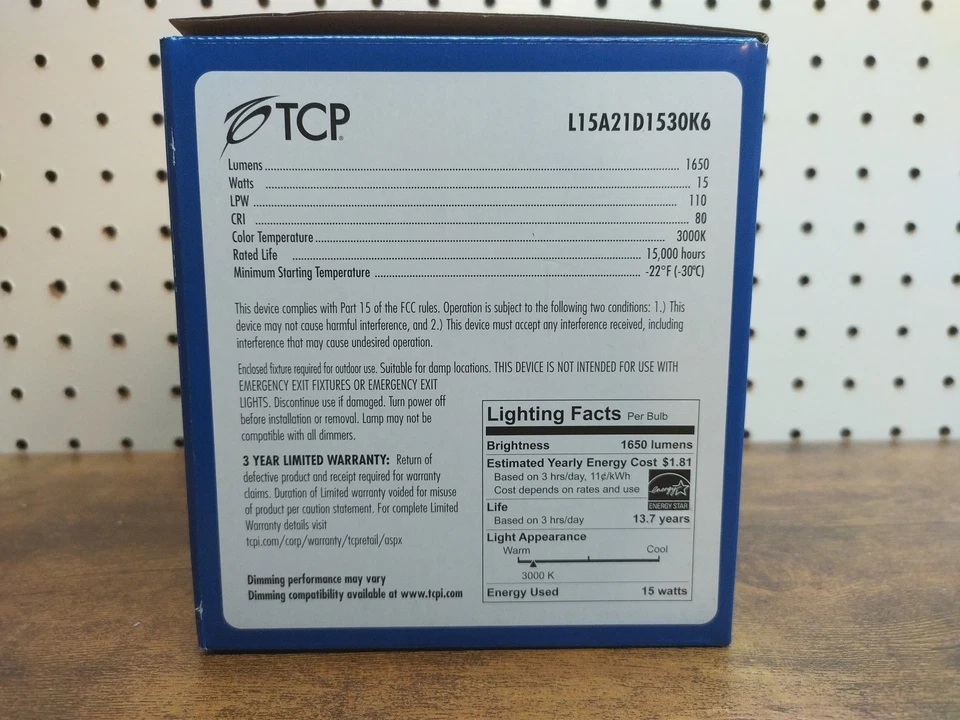 TCP
L15A21D1530K6
Lumens 1650
Watts 15
LPW 110
CRI 80
Color Temperature 3000K
Rated Life 15,000 hours
Minimum Starting Temperature -22°F (-30°C)
This device complies with Part 15 of the FCC rules. Operation is subject to the following two conditions: 1.) This
device may not cause harmful interference, and 2.) This device must accept any interference received, including
interference that may cause undesired operation.
Enclosed fixture required for outdoor use. Suitable for damp locations. THIS DEVICE IS NOT INTENDED FOR USE WITH
EMERGENCY EXIT FIXTURES OR EMERGENCY EXIT
LIGHTS. Discontinue use if damaged. Turn power off
before installation or removal. Lamp may not be
compatible with all dimmers.
3 YEAR LIMITED WARRANTY: Return of
defective product and receipt required for warranty
claims. Duration of Limited warranty voided for misuse
of product per caution statement. For complete Limited
Warranty details visit
tcpi.com/corp/warranty/tcpretail/aspx
Dimming performance may vary
Dimming compatibility available at www.tcpi.com
Lighting Facts Per Bulb
Brightness 1650 lumens
Estimated Yearly Energy Cost $1.81
Based on 3 hrs/day, 11¢/kWh
Cost depends on rates and use
energy
ENERGY STAR
Life
Based on 3 hrs/day 13.7 years
Light Appearance
Warm Cool
3000 K
Energy Used 15 watts